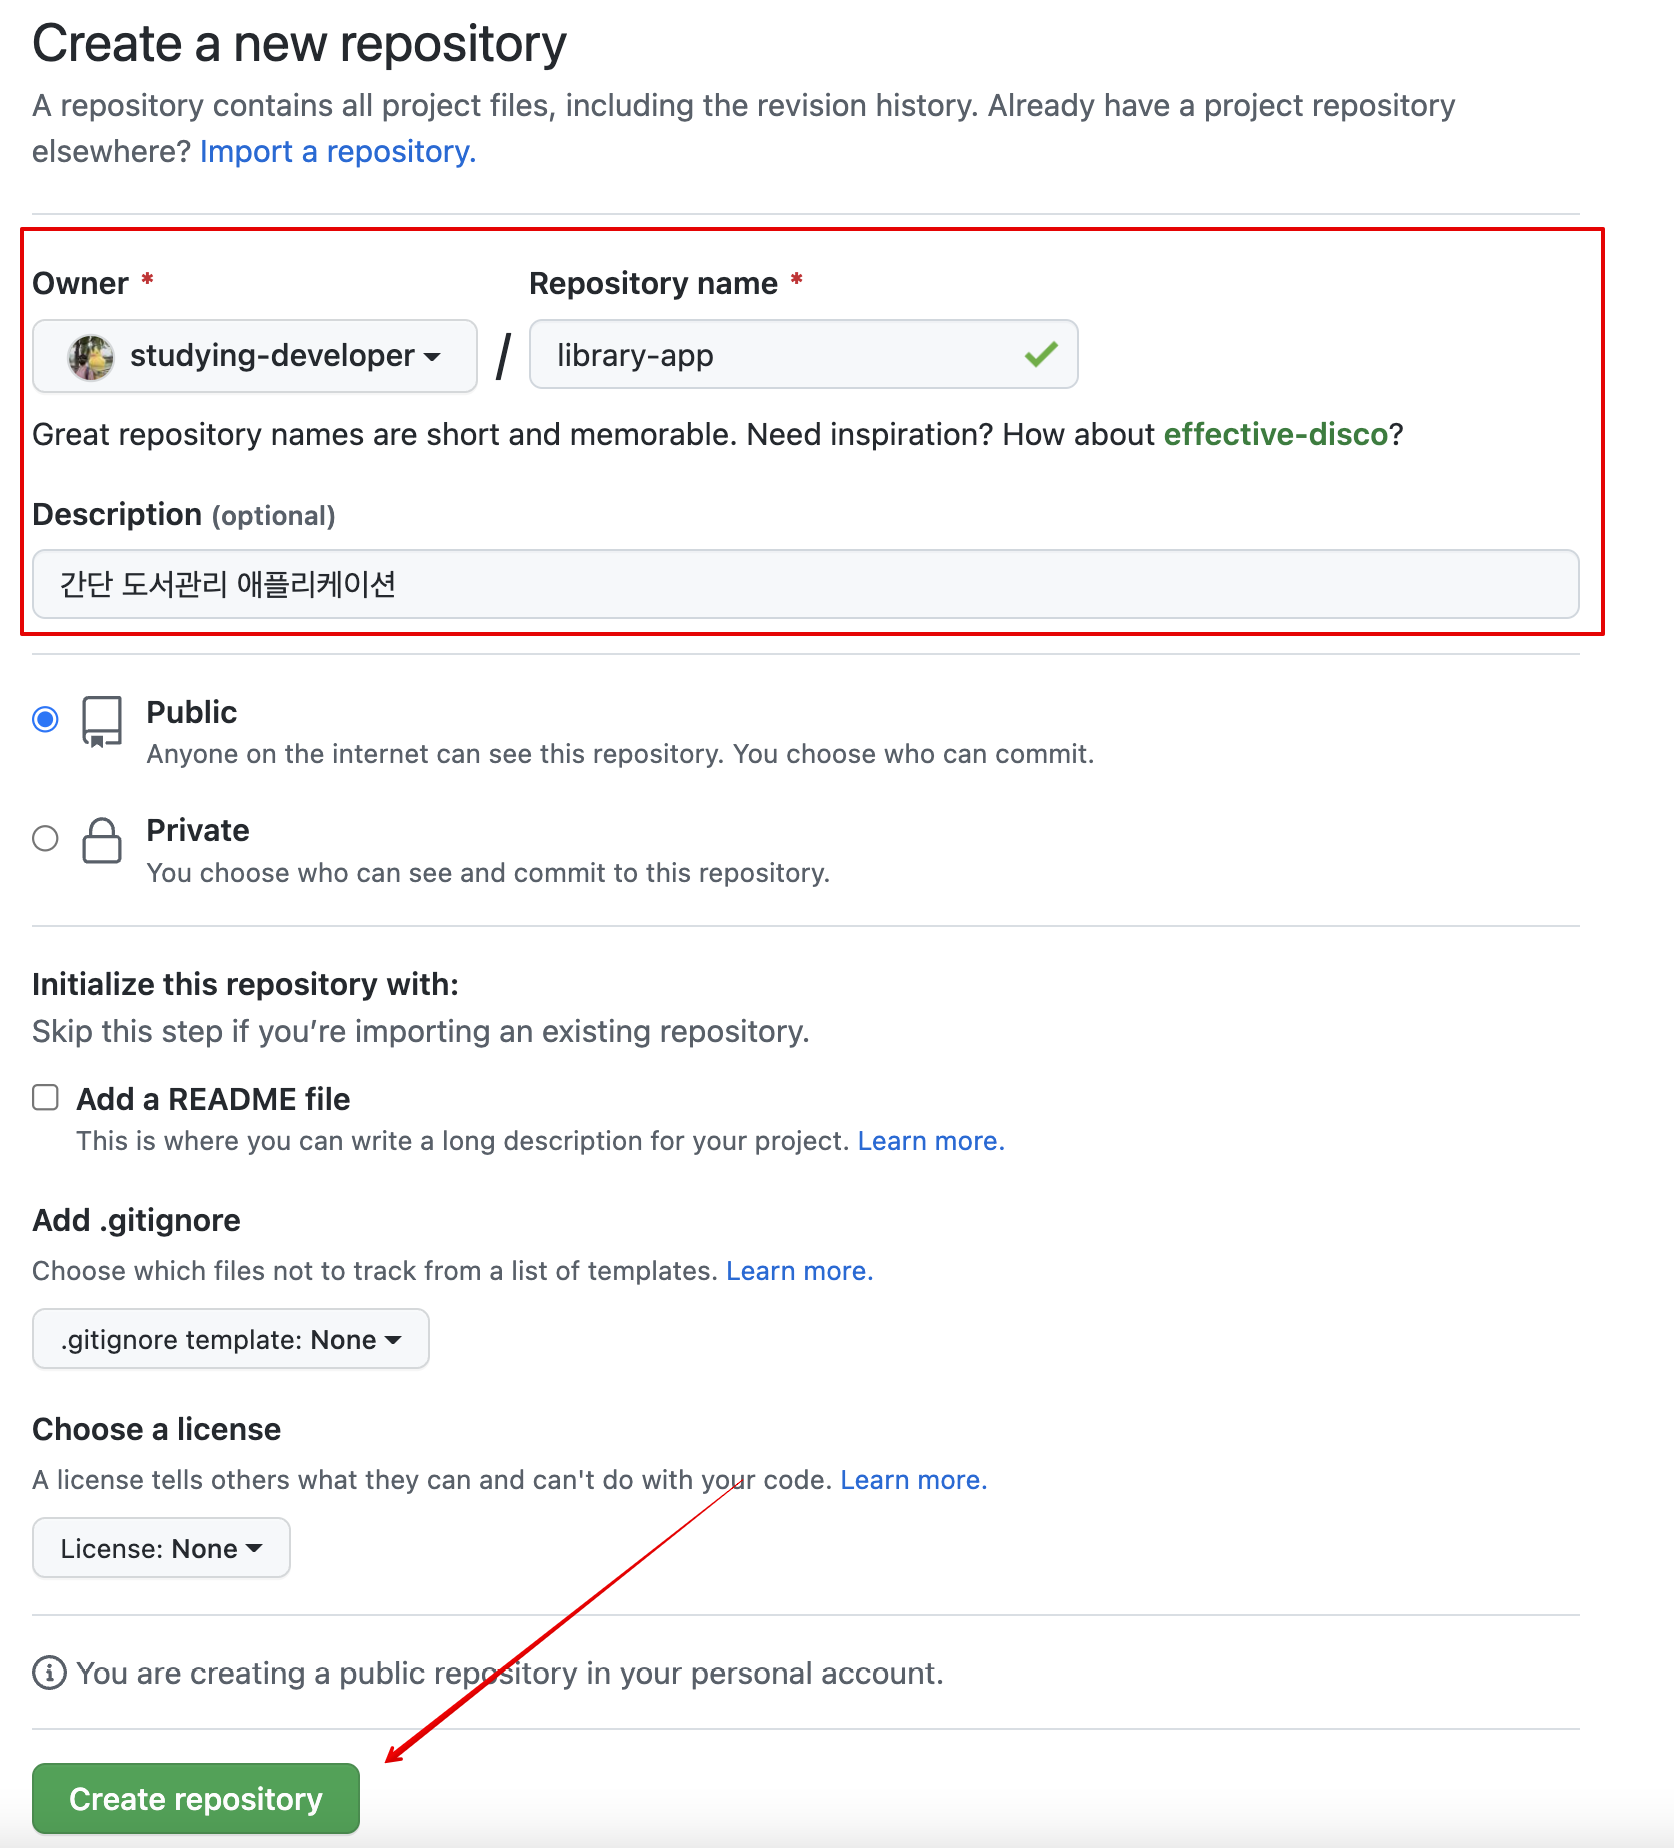 Create a new repository
A repository contains all project files, including the revision history. Already have a project repository
elsewhere? Import a repository.
Owner * Repository name *
studying-developer / library-app
Great repository names are short and memorable. Need inspiration? How about effective-disco?
Description (optional)
간단 도서관리 애플리케이션
Public
Anyone on the internet can see this repository. You choose who can commit.
Private
You choose who can see and commit to this repository.
Initialize this repository with:
Skip this step if you’re importing an existing repository.
Add a README file
This is where you can write a long description for your project. Learn more.
Add .gitignore
Choose which files not to track from a list of templates. Learn more.
.gitignore template: None
Choose a license
A license tells others what they can and can't do with your code. Learn more.
License: None
You are creating a public repository in your personal account.
Create repository